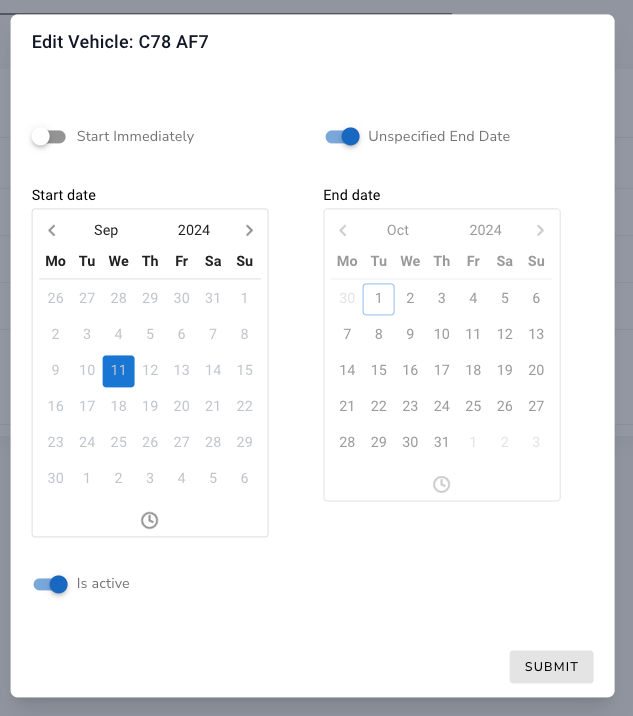 Edit Vehicle: C78 AF7
Start Immediately
Unspecified End Date
Start date
Sep 2024
Mo Tu We Th Fr Sa Su
26 27 28 29 30 31 1
2 3 4 5 6 7 8
9 10 11 12 13 14 15
16 17 18 19 20 21 22
23 24 25 26 27 28 29
30 1 2 3 4 5 6
End date
Oct 2024
Mo Tu We Th Fr Sa Su
30 1 2 3 4 5 6
7 8 9 10 11 12 13
14 15 16 17 18 19 20
21 22 23 24 25 26 27
28 29 30 31 1 2 3
Is active
SUBMIT